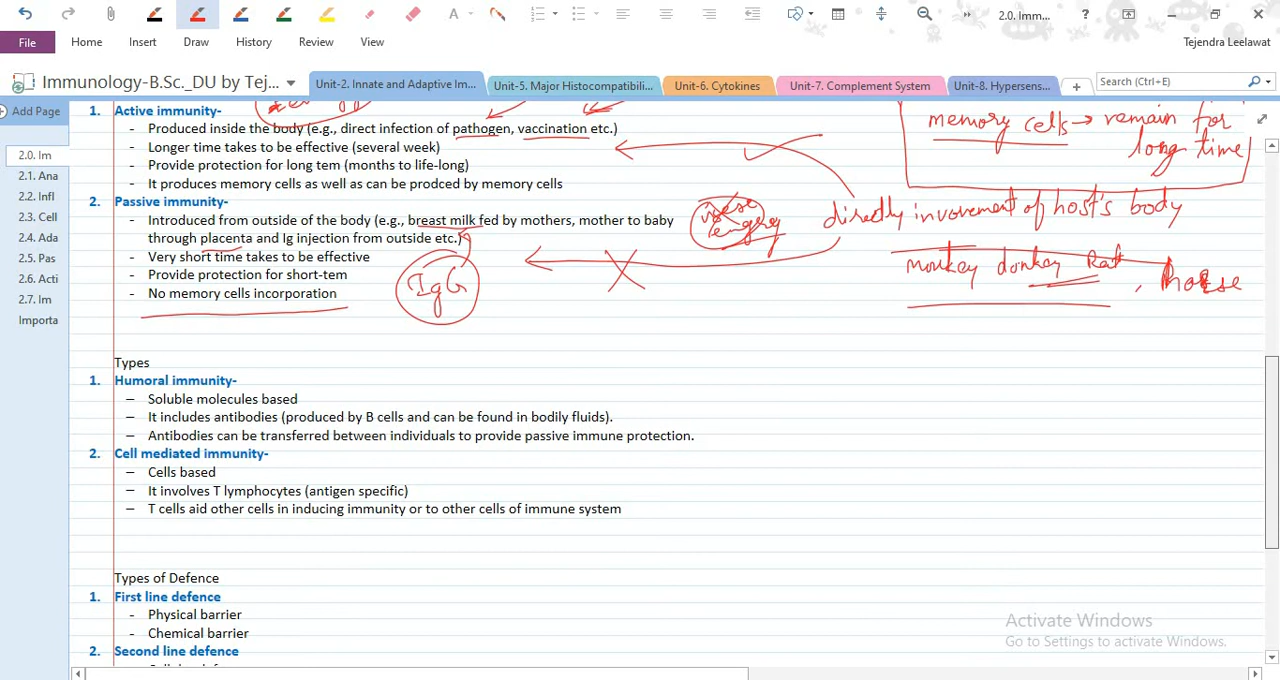 2.0. Imm...
?
File
Home
Insert
Draw
History
Review
View
Tejendra Leelawat
Immunology-B.Sc._DU by Tej...
Unit-2. Innate and Adaptive Im...
Unit-5. Major Histocompatibili...
Unit-6. Cytokines
Unit-7. Complement System
Unit-8. Hypersens...
Search (Ctrl+E)
Add Page
2.0. Im
2.1. Ana
2.2. Infl
2.3. Cell
2.4. Ada
2.5. Pas
2.6. Acti
2.7. Im
Importa
1. Active immunity-
- Produced inside the body (e.g., direct infection of pathogen, vaccination etc.)
- Longer time takes to be effective (several week)
- Provide protection for long tem (months to life-long)
- It produces memory cells as well as can be prodced by memory cells
memory cells → remain for
long time
2. Passive immunity-
- Introduced from outside of the body (e.g., breast milk fed by mothers, mother to baby
through placenta and Ig injection from outside etc.)
- Very short time takes to be effective
- Provide protection for short-tem
- No memory cells incorporation
IgG
directly invovement of host's body
monkey donkey Rat, horse
Types
1. Humoral immunity-
– Soluble molecules based
– It includes antibodies (produced by B cells and can be found in bodily fluids).
– Antibodies can be transferred between individuals to provide passive immune protection.
2. Cell mediated immunity-
– Cells based
– It involves T lymphocytes (antigen specific)
– T cells aid other cells in inducing immunity or to other cells of immune system
Types of Defence
1. First line defence
- Physical barrier
- Chemical barrier
2. Second line defence
Activate Windows
Go to Settings to activate Windows.